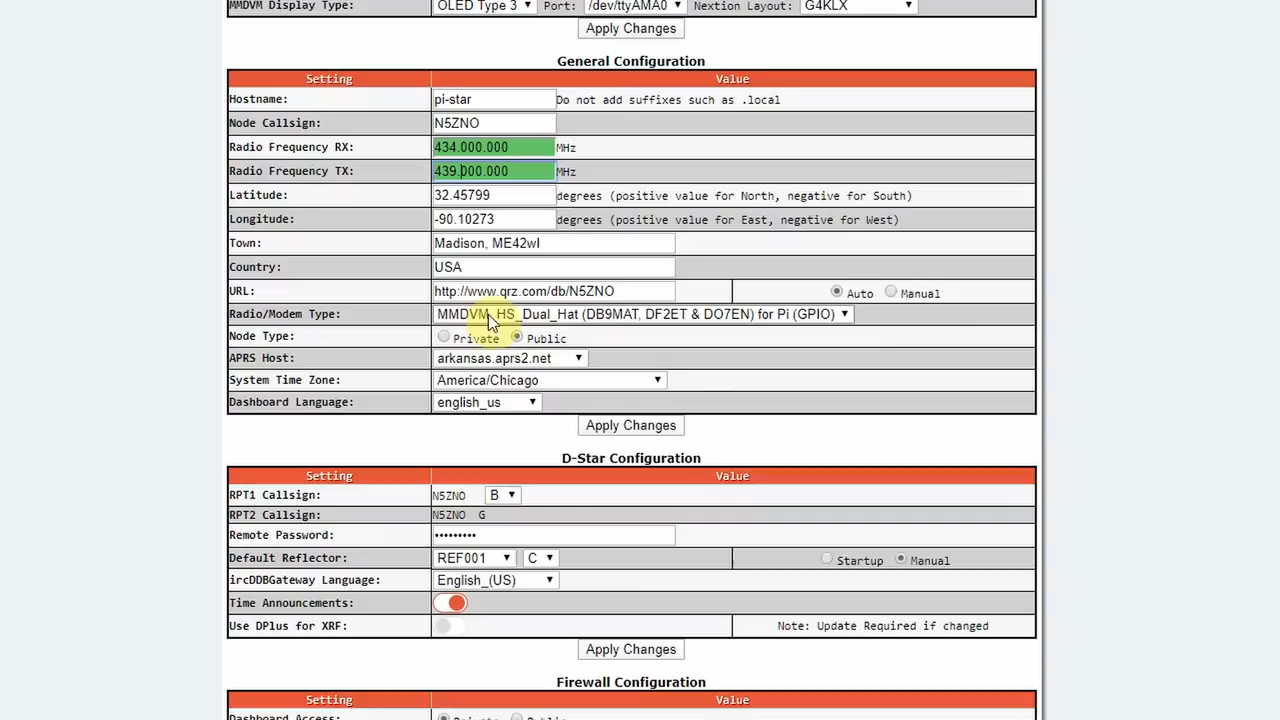 MMDVM Display Type: OLED Type 3 Port: /dev/ttyAMA0 Nextion Layout: G4KLX
Apply Changes
General Configuration
Setting Value
Hostname: pi-star Do not add suffixes such as .local
Node Callsign: N5ZNO
Radio Frequency RX: 434.000.000 MHz
Radio Frequency TX: 439.000.000 MHz
Latitude: 32.45799 degrees (positive value for North, negative for South)
Longitude: -90.10273 degrees (positive value for East, negative for West)
Town: Madison, ME42wl
Country: USA
URL: http://www.qrz.com/db/N5ZNO Auto Manual
Radio/Modem Type: MMDVM_HS_Dual_Hat (DB9MAT, DF2ET & DO7EN) for Pi (GPIO)
Node Type: Private Public
APRS Host: arkansas.aprs2.net
System Time Zone: America/Chicago
Dashboard Language: english_us
Apply Changes
D-Star Configuration
Setting Value
RPT1 Callsign: N5ZNO B
RPT2 Callsign: N5ZNO G
Remote Password: •••••••••
Default Reflector: REF001 C Startup Manual
ircDDBGateway Language: English_(US)
Time Announcements:
Use DPlus for XRF: Note: Update Required if changed
Apply Changes
Firewall Configuration
Setting Value
Dashboard Access: Private Public